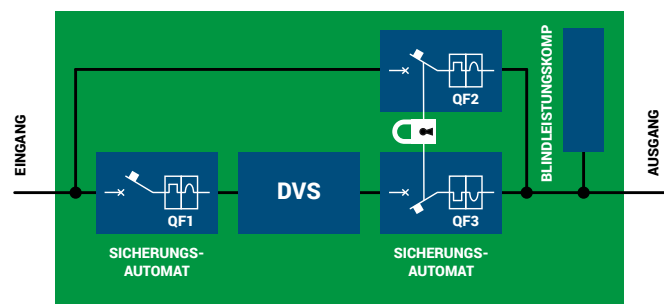 QF2
BLINDLEISTUNGSKOMP
EINGANG
AUSGANG
QF1
DVS
QF3
SICHERUNGS-
AUTOMAT
SICHERUNGS-
AUTOMAT